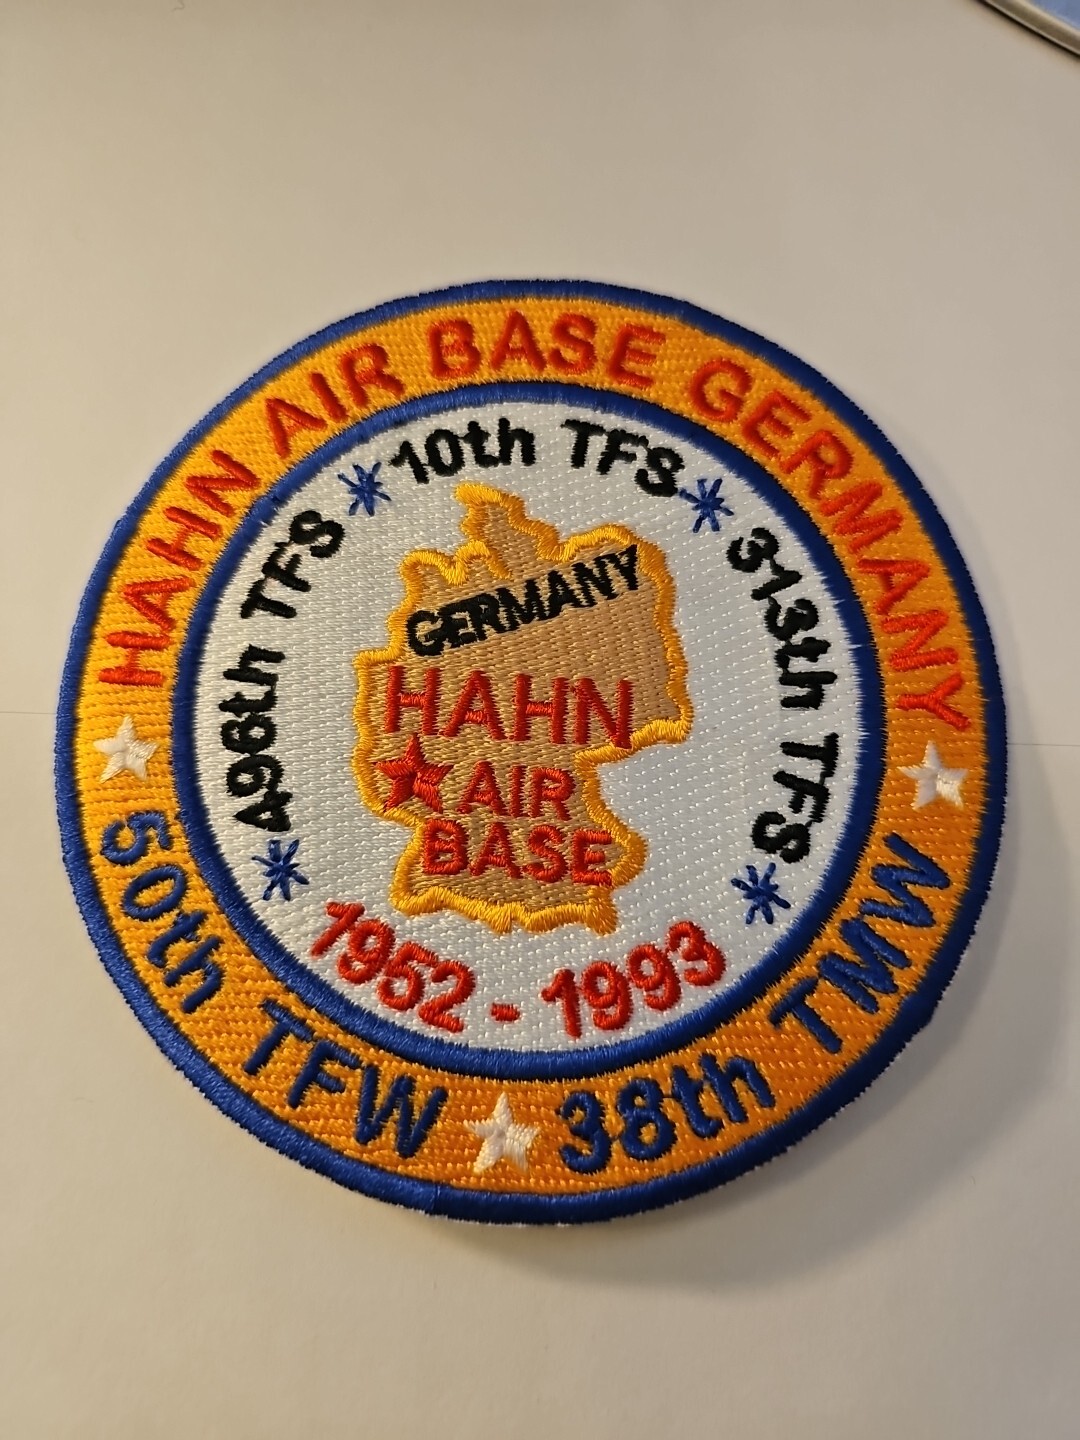 HAHN AIR BASE GERMANY
496th TFS * 10th TFS * 313th TFS
GERMANY
HAHN
AIR
BASE
1952 - 1993
50th TFW 38th TMW